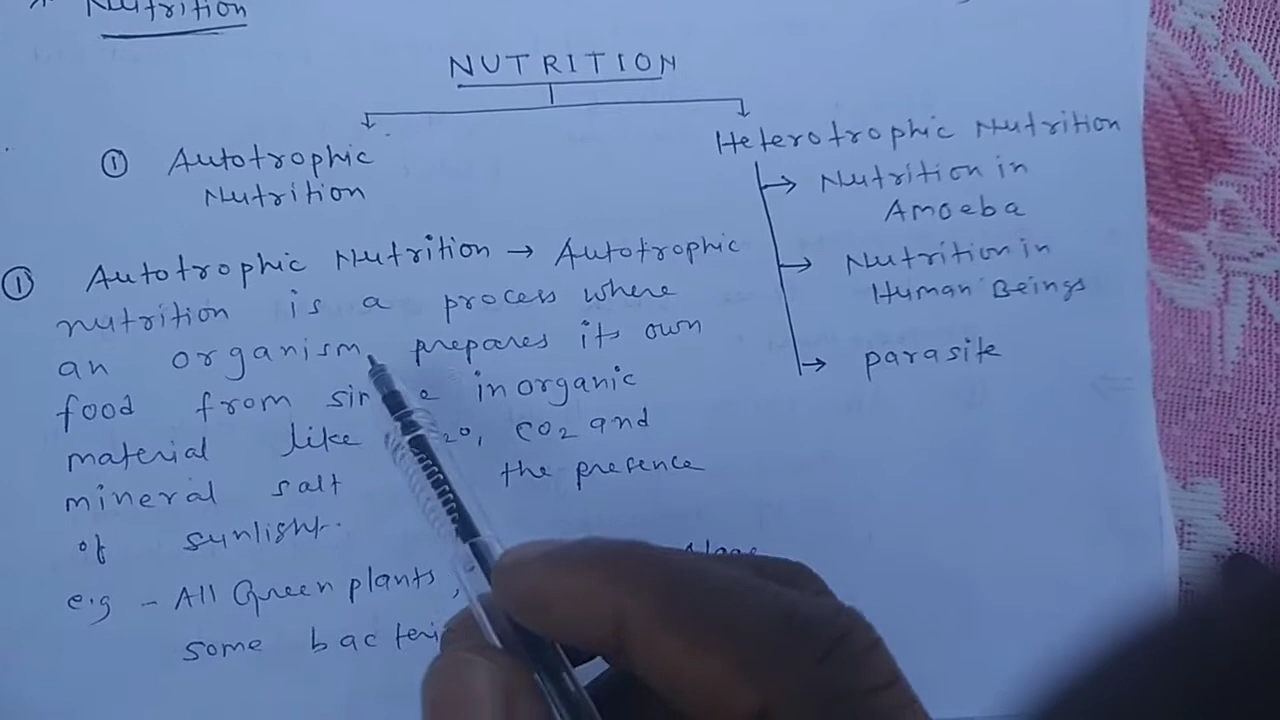 Nutrition
NUTRITION
① Autotrophic
Nutrition
Heterotrophic Nutrition
→ Nutrition in
Amoeba
→ Nutrition in
Human Beings
→ parasite
① Autotrophic Nutrition → Autotrophic
nutrition is a process where
an organism prepares its own
food from inorganic
material like CO2 and
mineral salt the presence
of sunlight.
e.g - All Green plants,
some